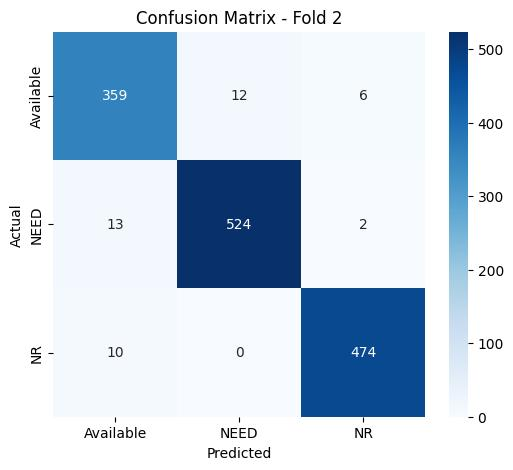 Confusion Matrix - Fold 2
Available
359
12
6
NEED
13
524
2
NR
10
0
474
Actual
Available
NEED
NR
Predicted
500
400
300
200
100
0